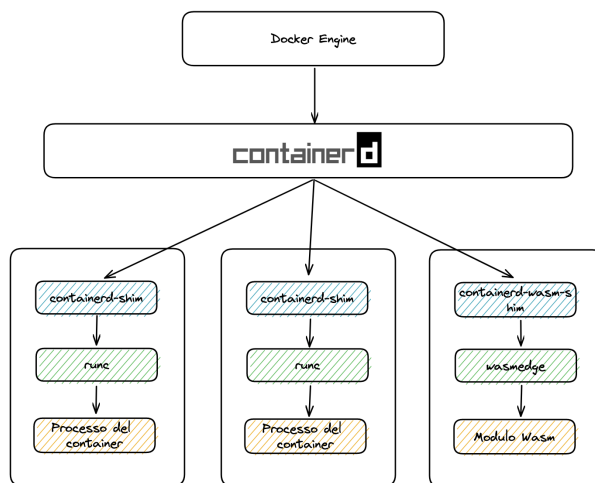 Docker Engine
containerd
containerd-shim
containerd-shim
containerd-wasm-s
him
runc
runc
wasmedge
Processo del
container
Processo del
container
Modulo Wasm